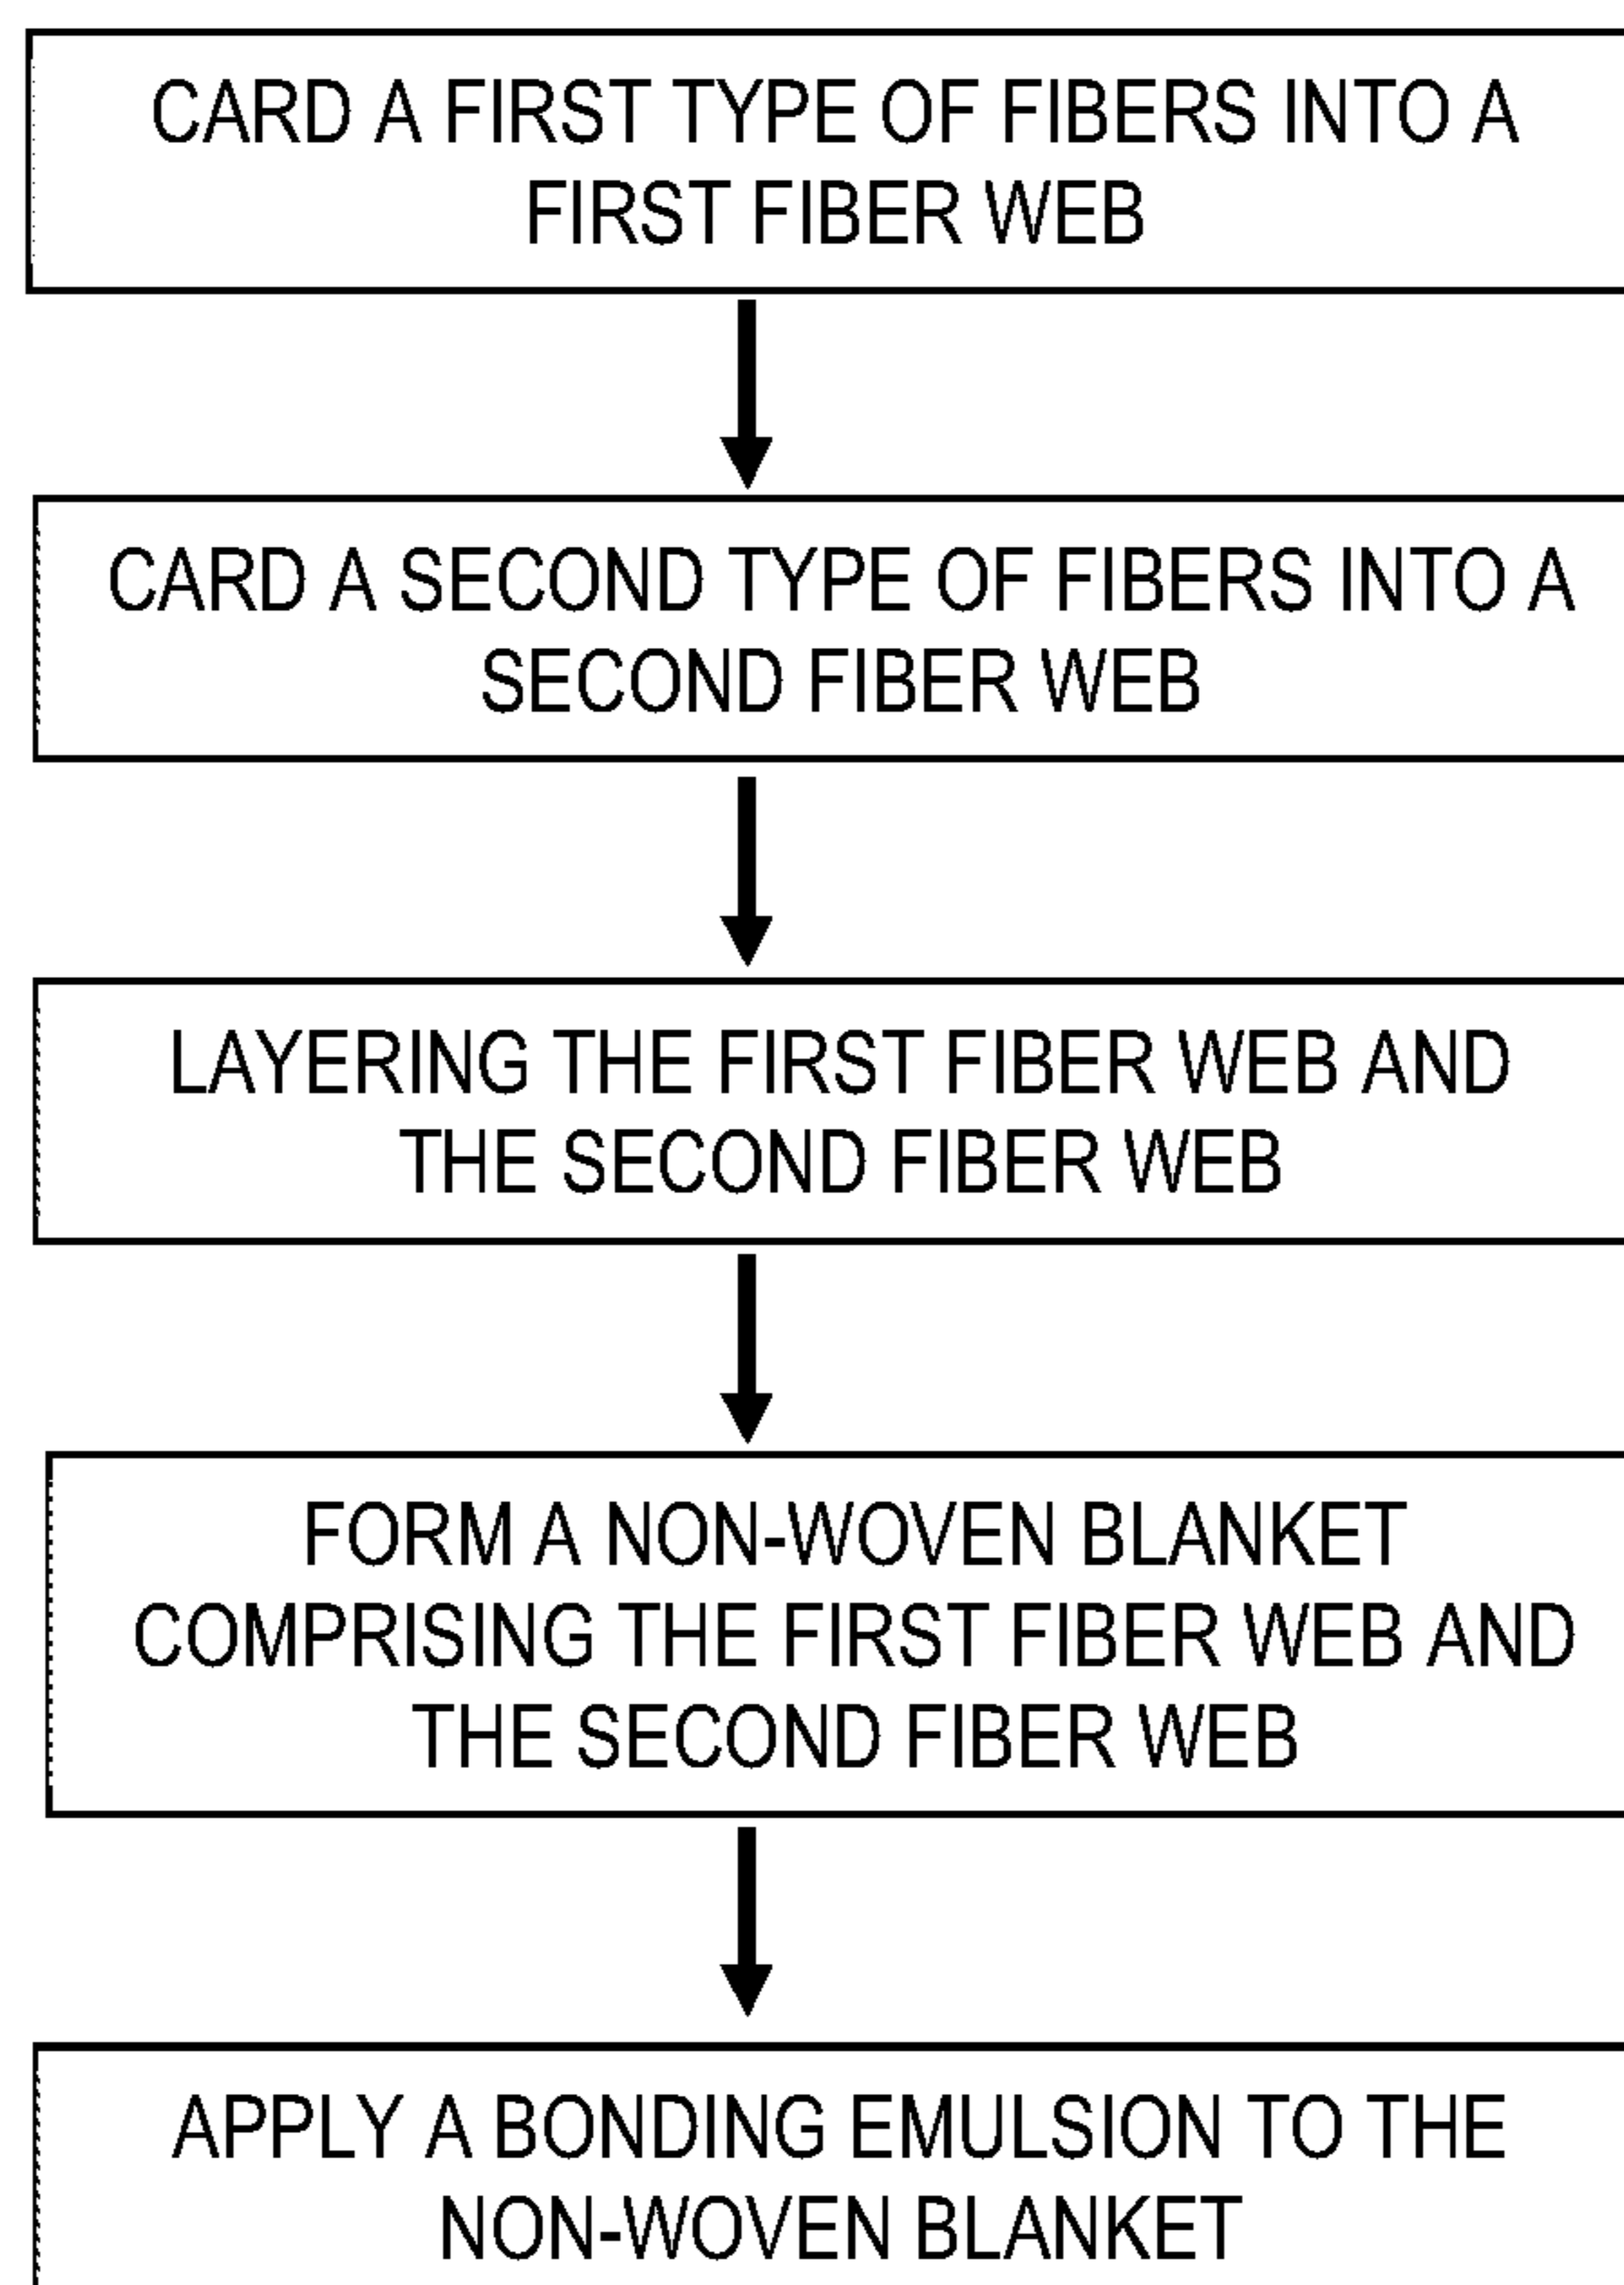 CARD A FIRST TYPE OF FIBERS INTO A
FIRST FIBER WEB
CARD A SECOND TYPE OF FIBERS INTO A
SECOND FIBER WEB
LAYERING THE FIRST FIBER WEB AND
THE SECOND FIBER WEB
FORM A NON-WOVEN BLANKET
COMPRISING THE FIRST FIBER WEB AND
THE SECOND FIBER WEB
APPLY A BONDING EMULSION TO THE
NON-WOVEN BLANKET